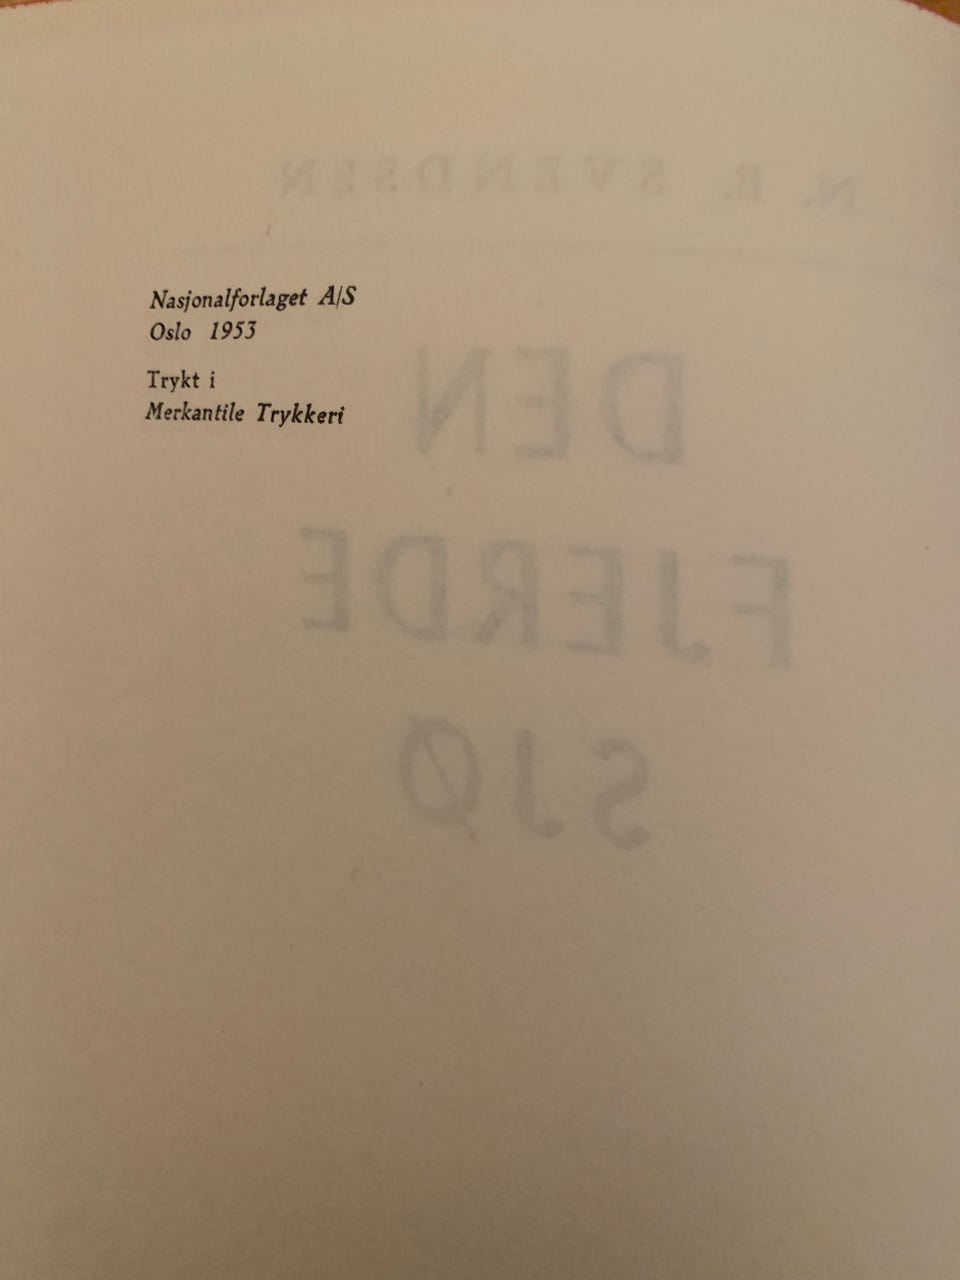 N. E. SVENDSEN
Nasjonalforlaget A/S
Oslo 1953
Trykt i
Merkantile Trykkeri
DEN
FJERDE
SJØ